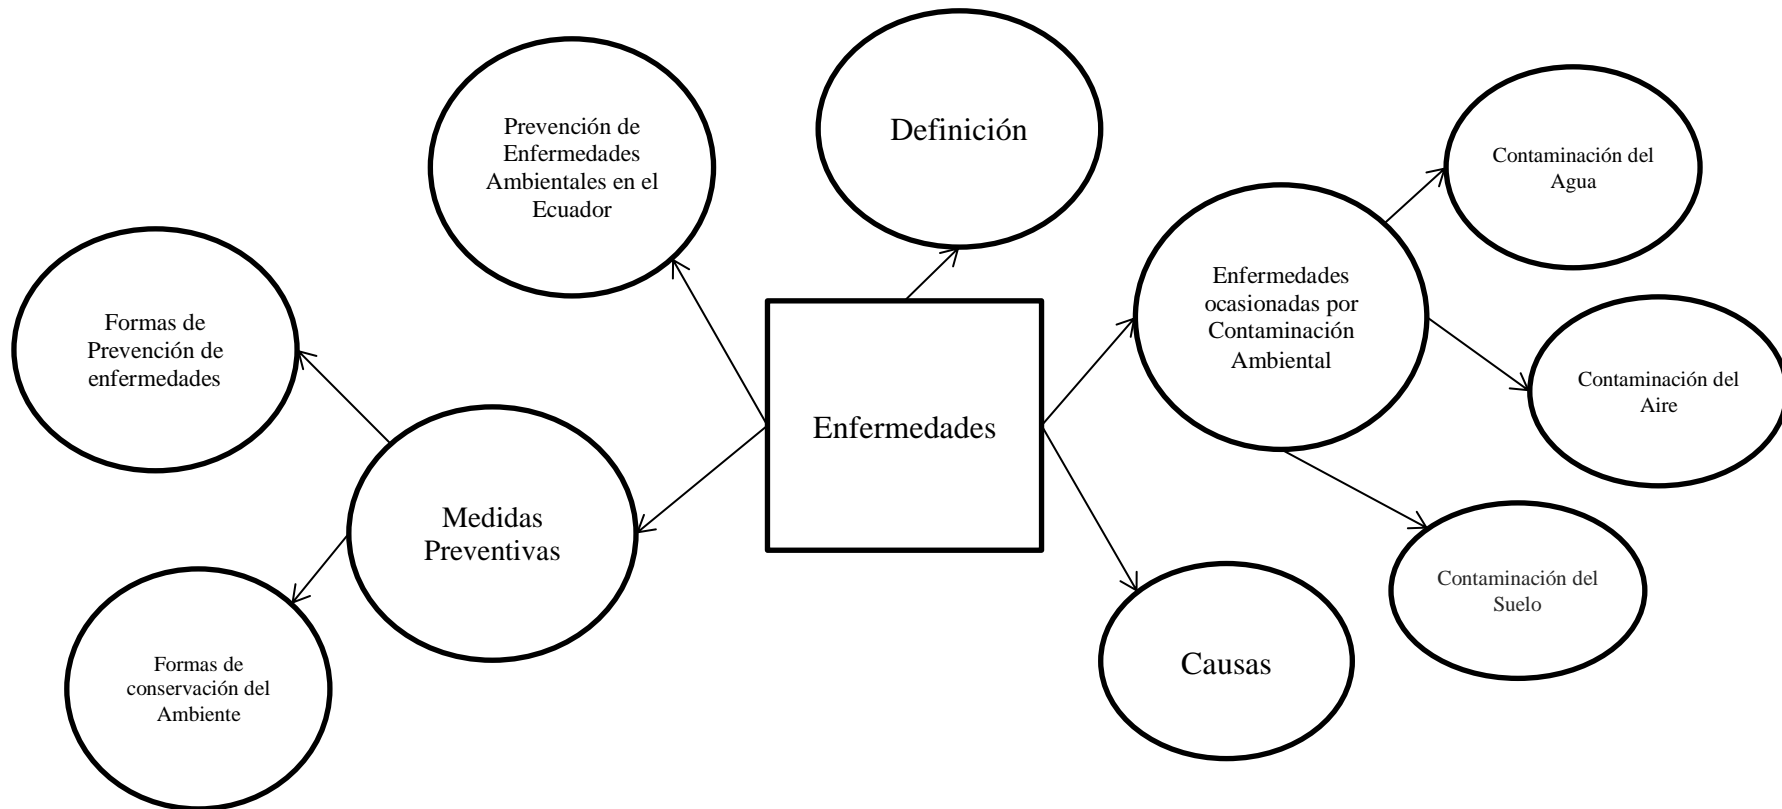 Definición
Prevención de
Enfermedades
Ambientales en el
Ecuador
Contaminación del
Agua
Enfermedades
ocasionadas por
Contaminación
Ambiental
Formas de
Prevención de
enfermedades
Contaminación del
Aire
Enfermedades
Medidas
Preventivas
Contaminación del
Suelo
Causas
Formas de
conservación del
Ambiente